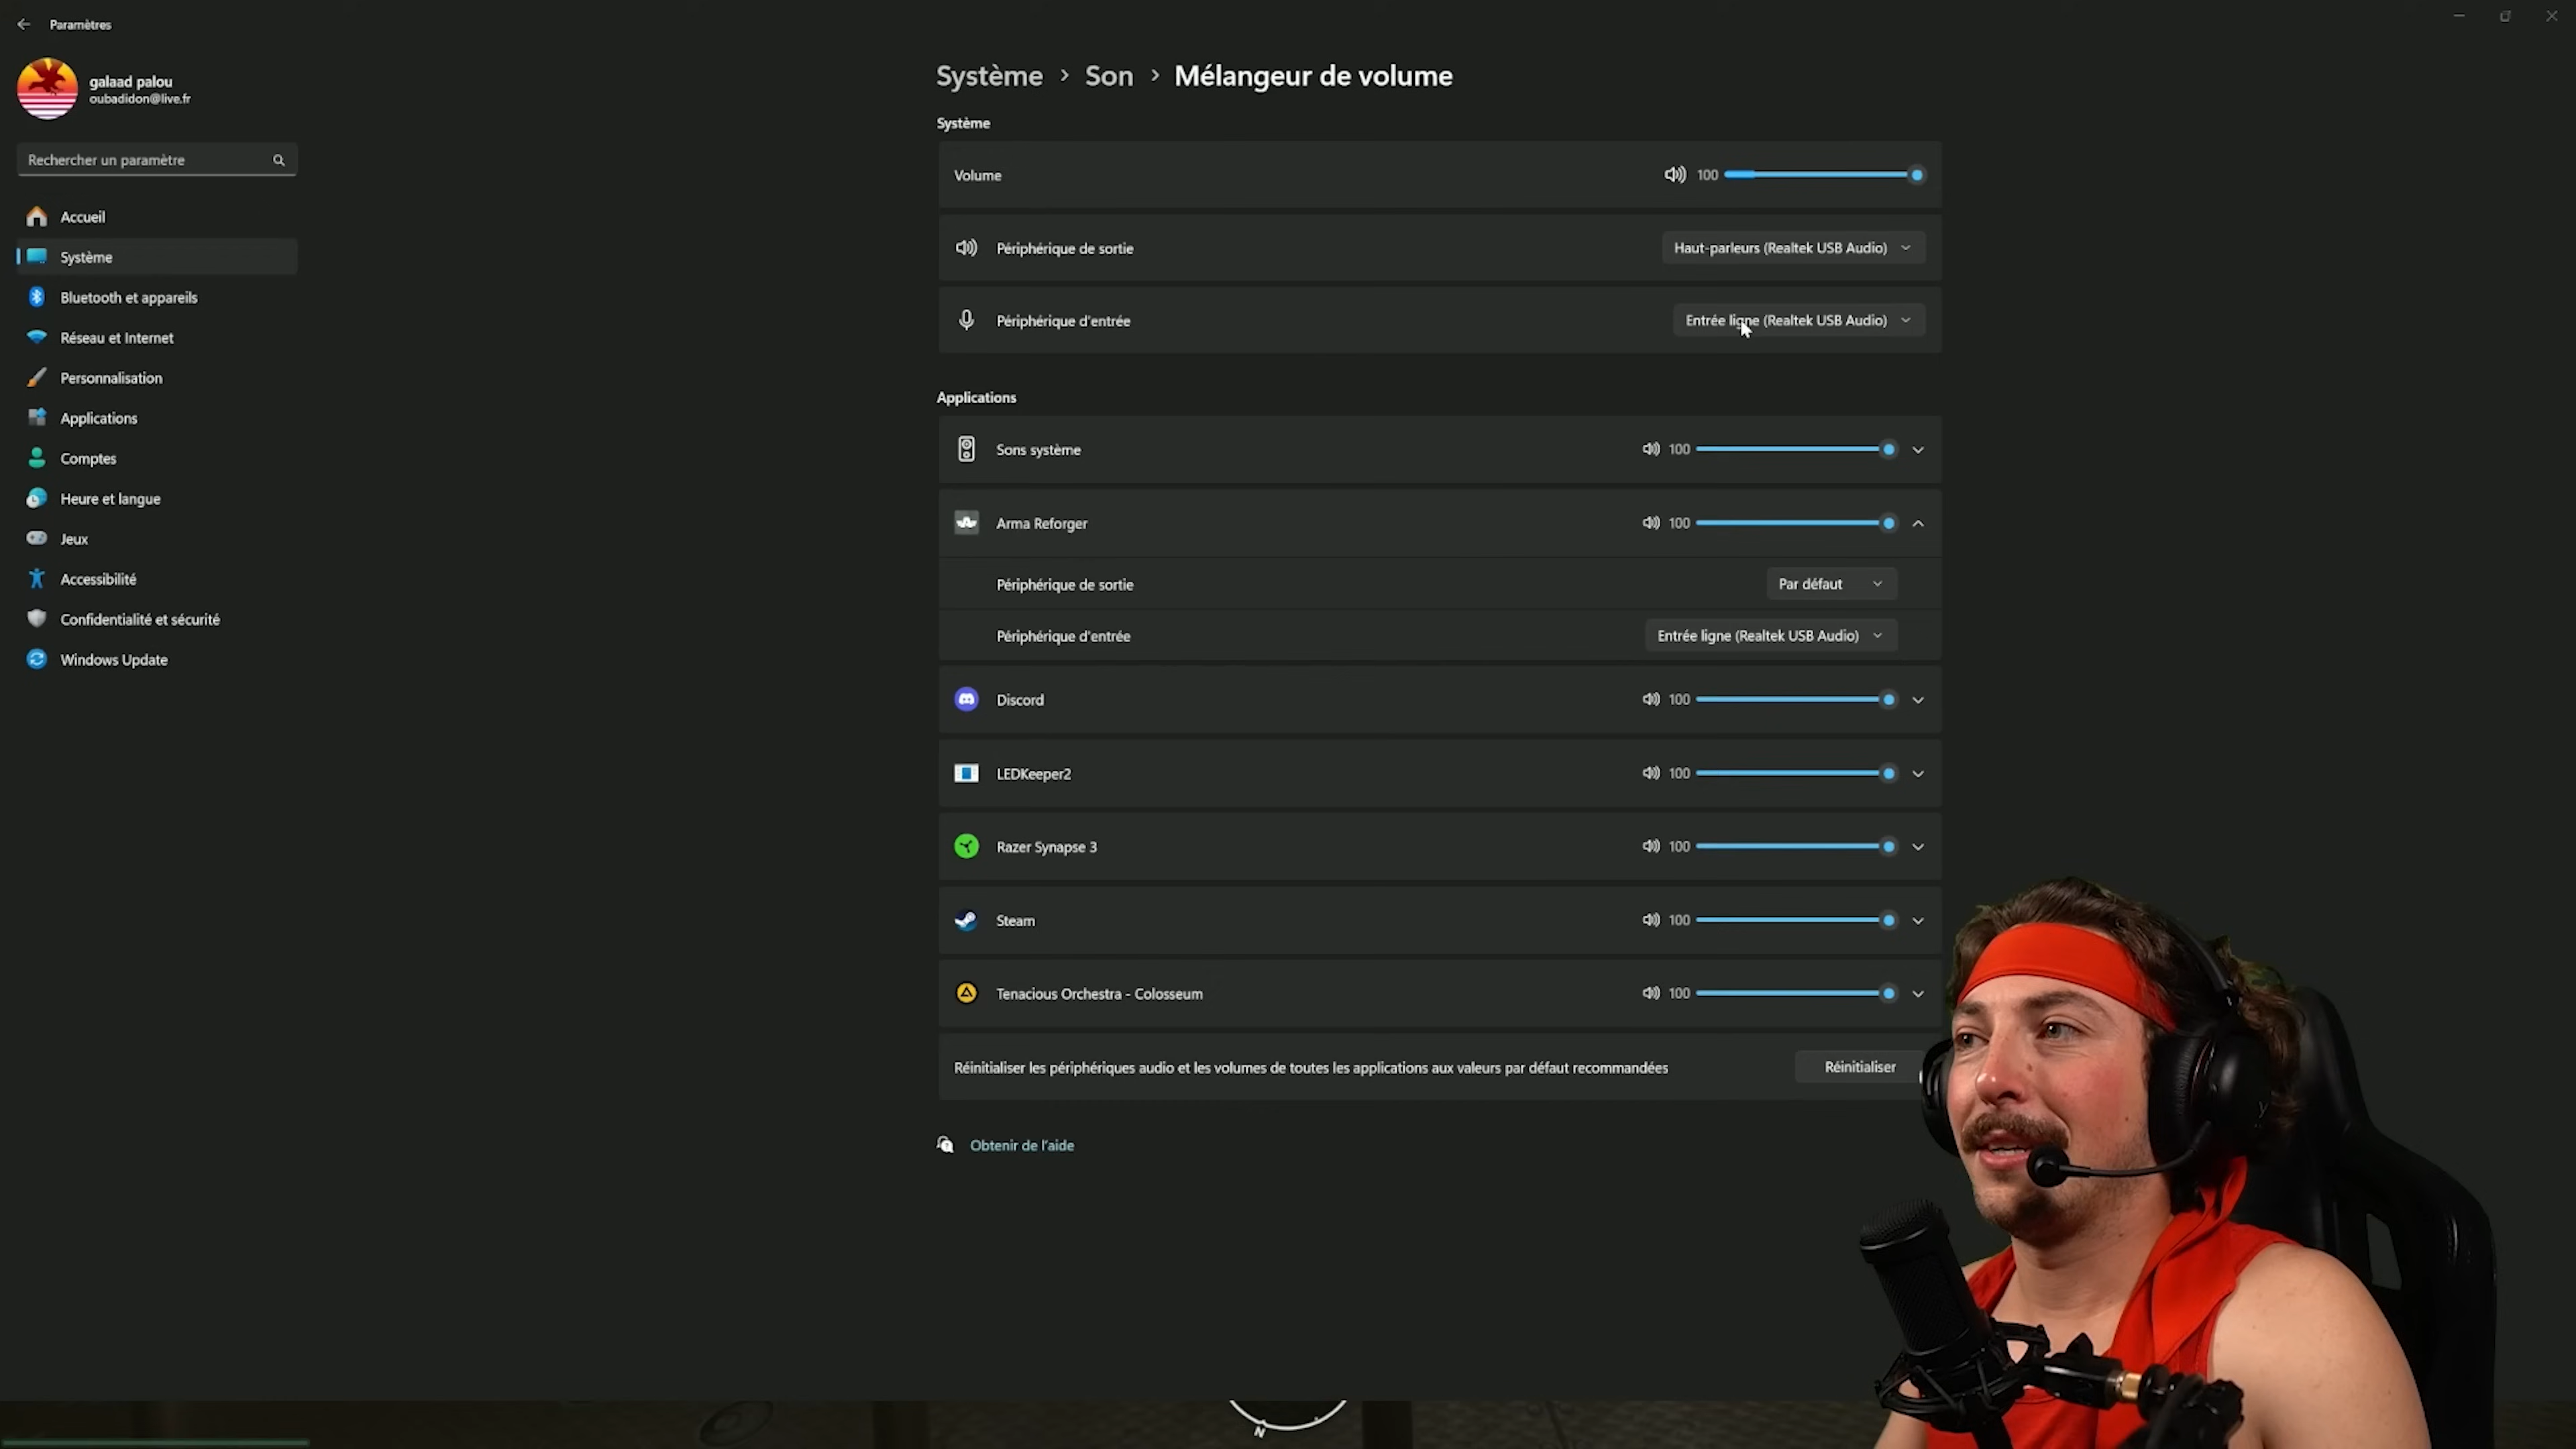 Paramètres
galaad palou
oubadidon@live.fr
Rechercher un paramètre
Accueil
Système
Bluetooth et appareils
Réseau et Internet
Personnalisation
Applications
Comptes
Heure et langue
Jeux
Accessibilité
Confidentialité et sécurité
Windows Update
Système > Son > Mélangeur de volume
Système
Volume 100
Périphérique de sortie Haut-parleurs (Realtek USB Audio)
Périphérique d'entrée Entrée ligne (Realtek USB Audio)
Applications
Sons système 100
Arma Reforger 100
Périphérique de sortie Par défaut
Périphérique d'entrée Entrée ligne (Realtek USB Audio)
Discord 100
LEDKeeper2 100
Razer Synapse 3 100
Steam 100
Tenacious Orchestra - Colosseum 100
Réinitialiser les périphériques audio et les volumes de toutes les applications aux valeurs par défaut recommandées Réinitialiser
Obtenir de l'aide
N